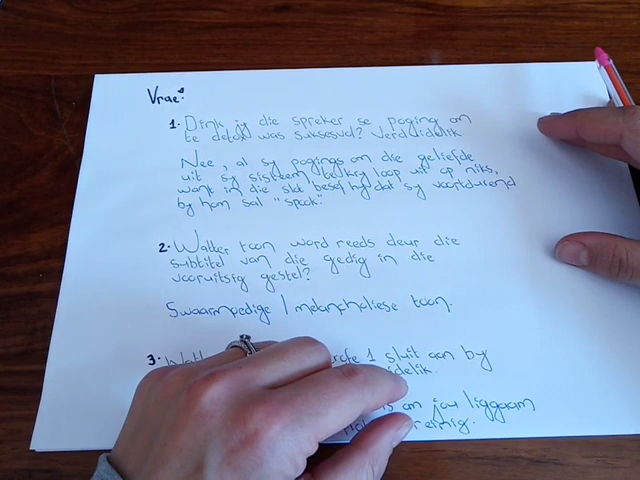 Vrae:
1. Dink jy die spreker se poging om
te detox was suksesvol? Verduidelik
Nee, al sy pogings om die geliefde
uit sy sisteem te kry loop uit op niks,
want in die slot besef hy dat sy voortdurend
by hom sal "spook".
2. Watter toon word reeds deur die
subtitel van die gedig in die
vooruitsig gestel?
Swaarmoedige / melancholiese toon.
3. 1 sluit aan by
om jou liggaam